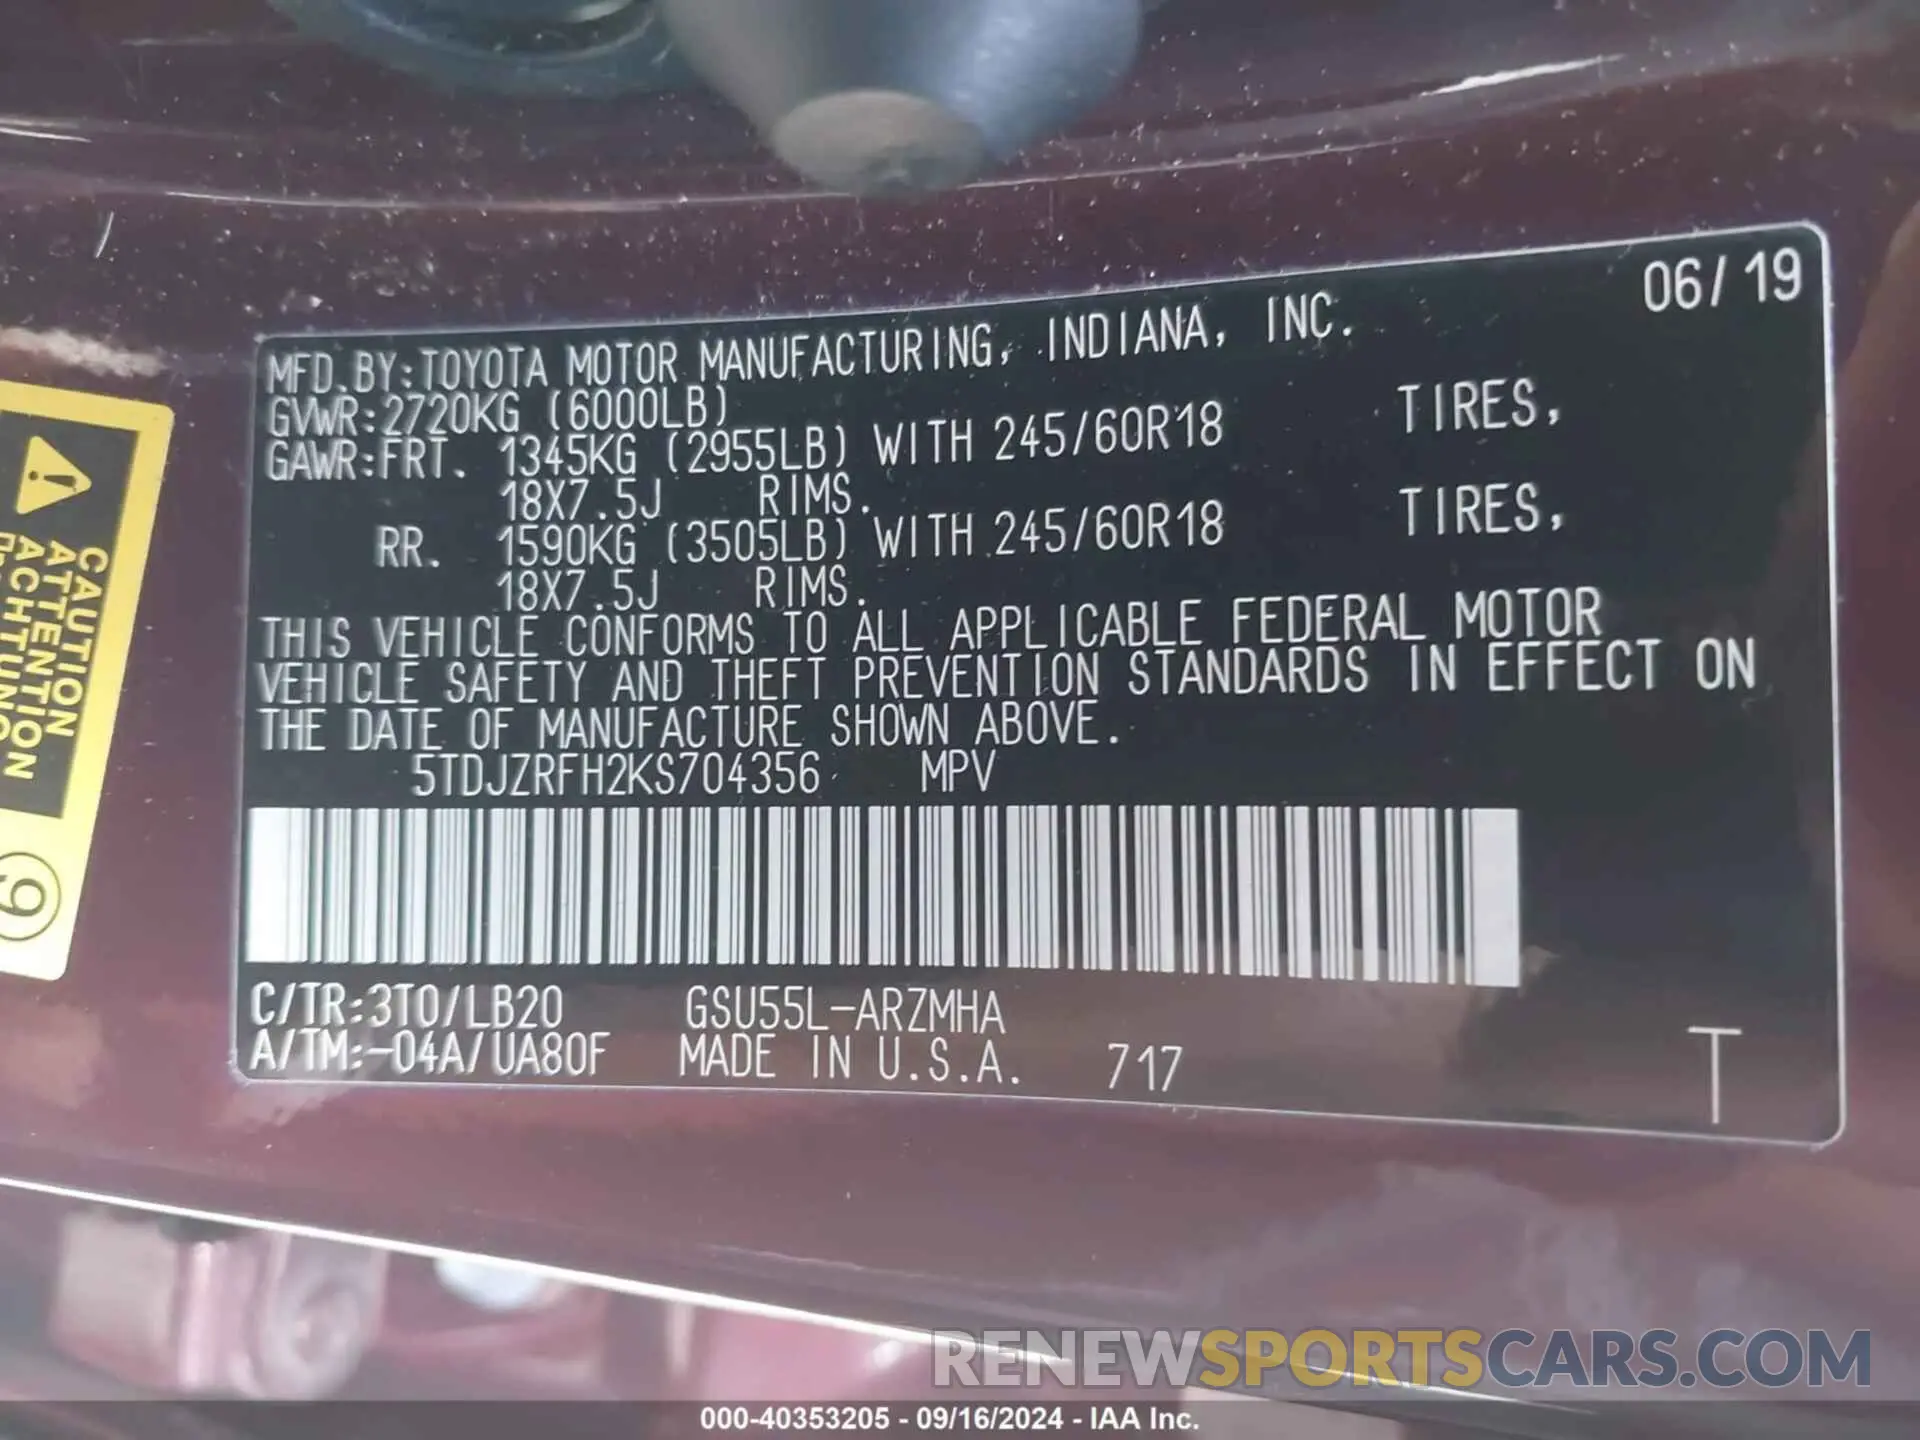 06/19
MFD.BY:TOYOTA MOTOR MANUFACTURING, INDIANA, INC.
GVWR:2720KG (6000LB)
GAWR:FRT. 1345KG (2955LB) WITH 245/60R18 TIRES,
18X7.5J RIMS.
RR. 1590KG (3505LB) WITH 245/60R18 TIRES,
18X7.5J RIMS.
THIS VEHICLE CONFORMS TO ALL APPLICABLE FEDERAL MOTOR
VEHICLE SAFETY AND THEFT PREVENTION STANDARDS IN EFFECT ON
THE DATE OF MANUFACTURE SHOWN ABOVE.
5TDJZRFH2KS704356 MPV
C/TR:3T0/LB20 GSU55L-ARZMHA
A/TM:-04A/UA80F MADE IN U.S.A. 717
T
CAUTION
ATTENTION
ACHTUNG
9
RENEWSPORTSCARS.COM
000-40353205 - 09/16/2024 - IAA Inc.